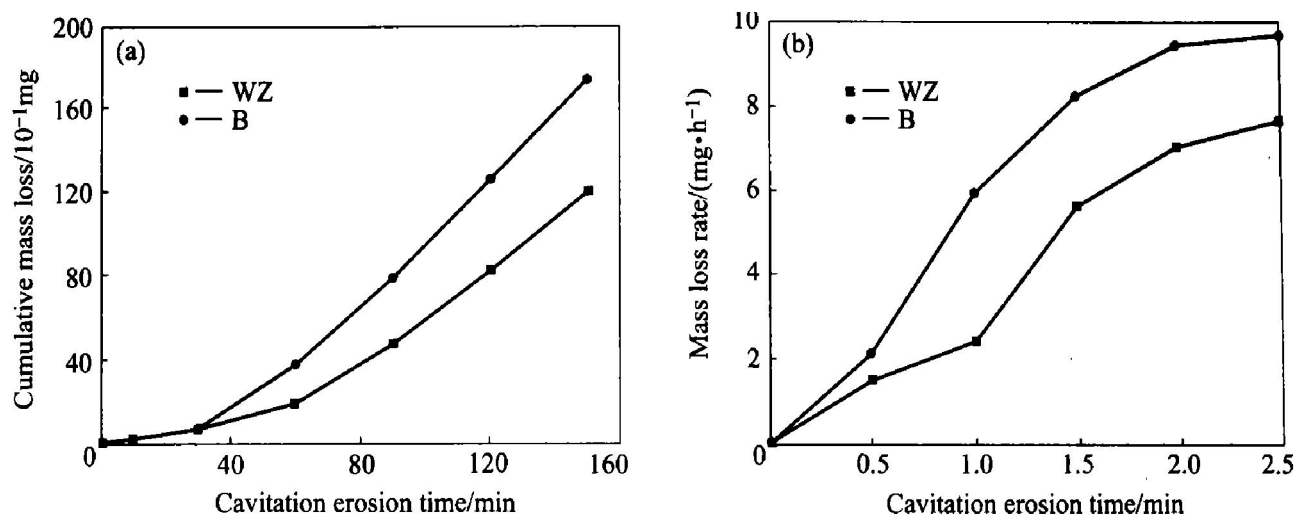 (a)
WZ
B
Cumulative mass loss/10⁻¹mg
200
160
120
80
40
0
40
80
120
160
Cavitation erosion time/min
(b)
WZ
B
Mass loss rate/(mg•h⁻¹)
10
8
6
4
2
0
0.5
1.0
1.5
2.0
2.5
Cavitation erosion time/min